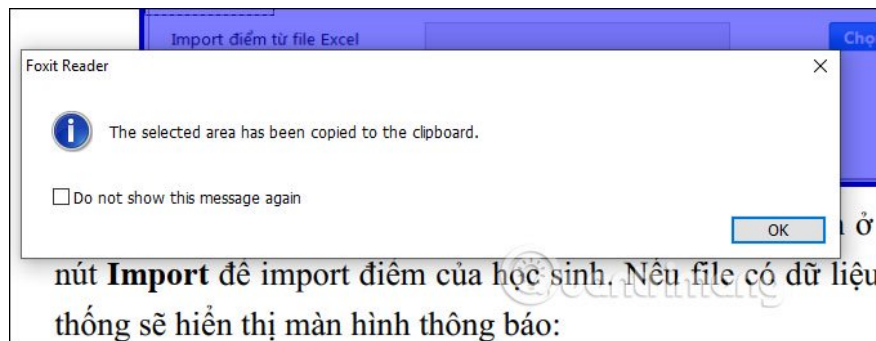 Import điểm từ file Excel
Chọ
Foxit Reader
The selected area has been copied to the clipboard.
Do not show this message again
OK
ở
nút Import để import điểm của học sinh. Nếu file có dữ liệu
thống sẽ hiển thị màn hình thông báo:
uantrimang